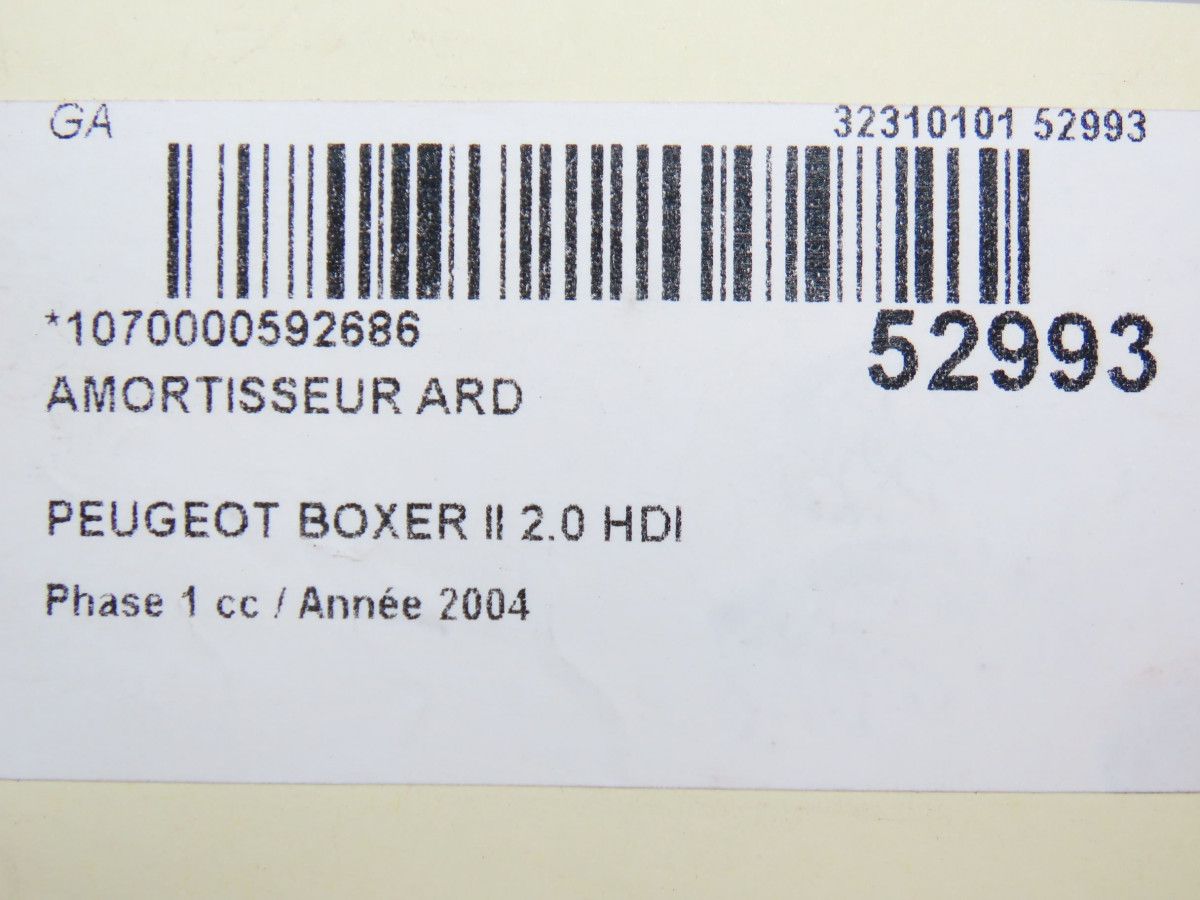 GA 32310101 52993
*1070000592686 52993
AMORTISSEUR ARD
PEUGEOT BOXER II 2.0 HDI
Phase 1 cc / Année 2004